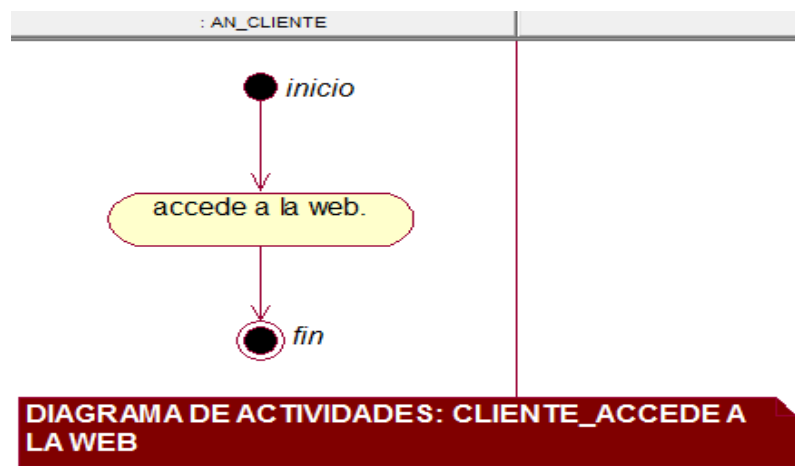 : AN_CLIENTE
inicio
accede a la web.
fin
DIAGRAMA DE ACTIVIDADES: CLIENTE_ACCEDE A
LA WEB